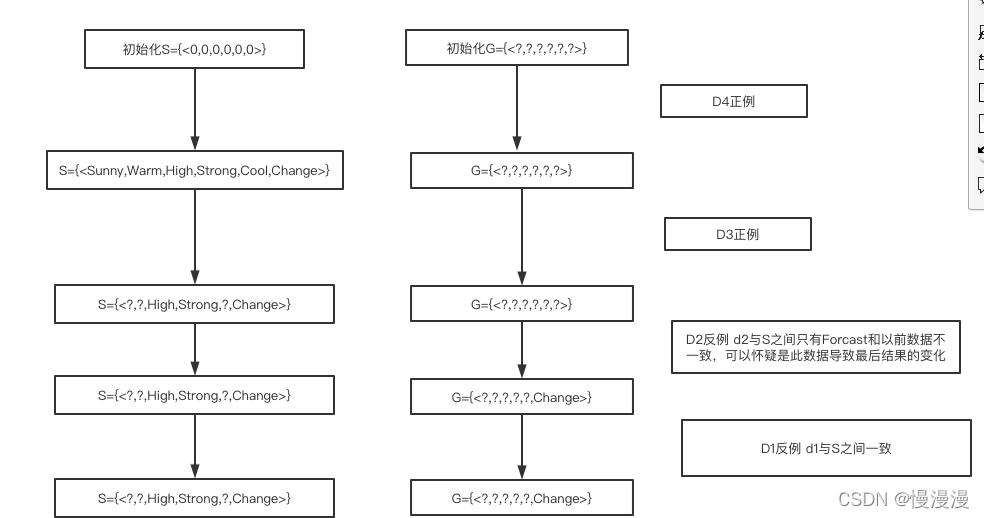 初始化S={<0,0,0,0,0,0>}
初始化G={<?,?,?,?,?,?>}
D4正例
S={<Sunny,Warm,High,Strong,Cool,Change>}
G={<?,?,?,?,?,?>}
D3正例
S={<?,?,High,Strong,?,Change>}
G={<?,?,?,?,?,?>}
D2反例 d2与S之间只有Forcast和以前数据不
一致，可以怀疑是此数据导致最后结果的变化
S={<?,?,High,Strong,?,Change>}
G={<?,?,?,?,?,Change>}
D1反例 d1与S之间一致
S={<?,?,High,Strong,?,Change>}
G={<?,?,?,?,?,Change>}
CSDN @慢漫漫